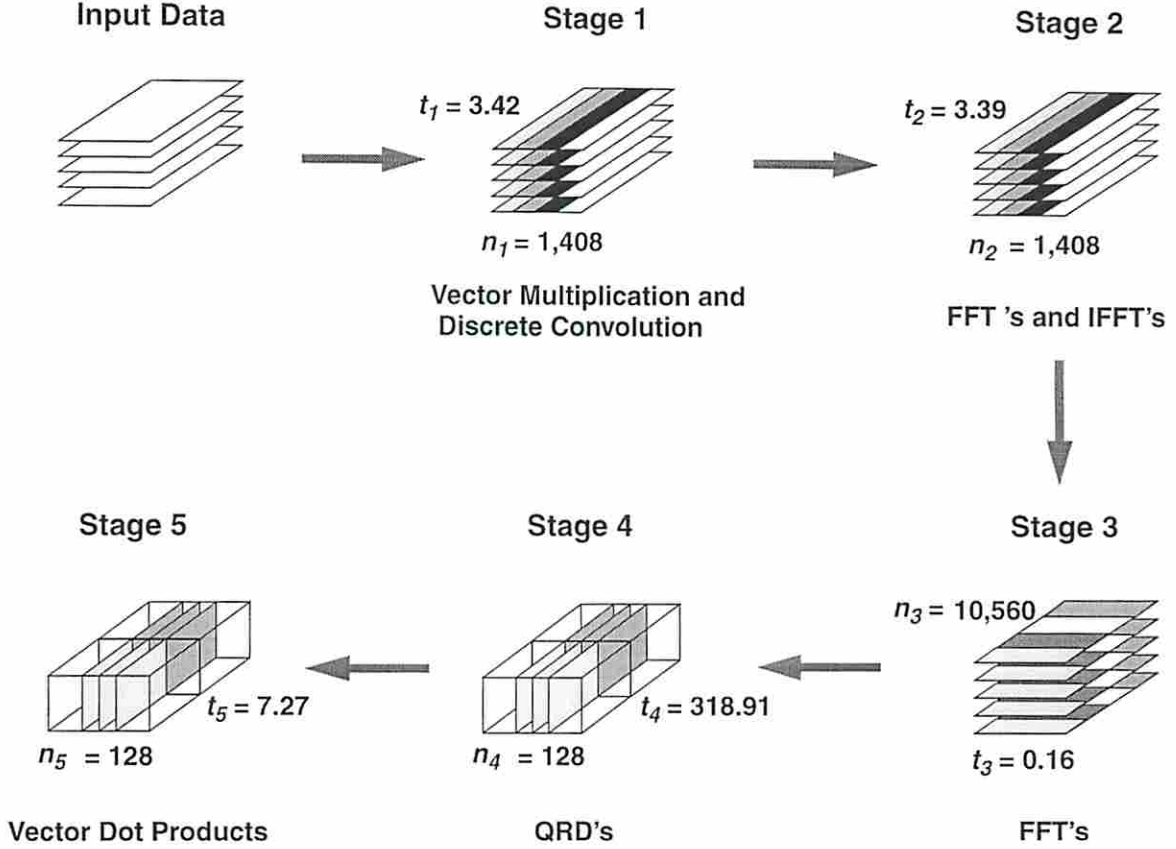 Input Data
Stage 1
Stage 2
t1 = 3.42
t2 = 3.39
n1 = 1,408
n2 = 1,408
Vector Multiplication and
Discrete Convolution
FFT 's and IFFT's
Stage 5
Stage 4
Stage 3
n3 = 10,560
t5 = 7.27
t4 = 318.91
n5 = 128
n4 = 128
t3 = 0.16
Vector Dot Products
QRD's
FFT's